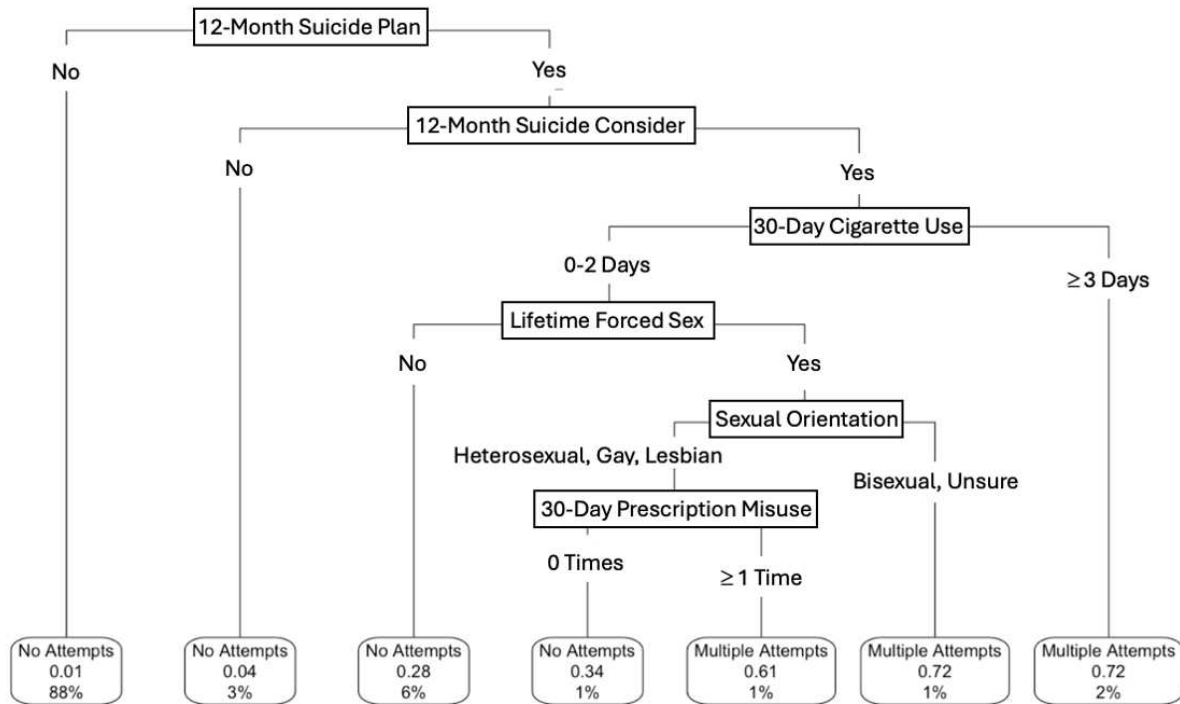 12-Month Suicide Plan
No
Yes
12-Month Suicide Consider
No
Yes
30-Day Cigarette Use
0-2 Days
≥3 Days
Lifetime Forced Sex
No
Yes
Sexual Orientation
Heterosexual, Gay, Lesbian
Bisexual, Unsure
30-Day Prescription Misuse
0 Times
≥1 Time
No Attempts
0.01
88%
No Attempts
0.04
3%
No Attempts
0.28
6%
No Attempts
0.34
1%
Multiple Attempts
0.61
1%
Multiple Attempts
0.72
1%
Multiple Attempts
0.72
2%